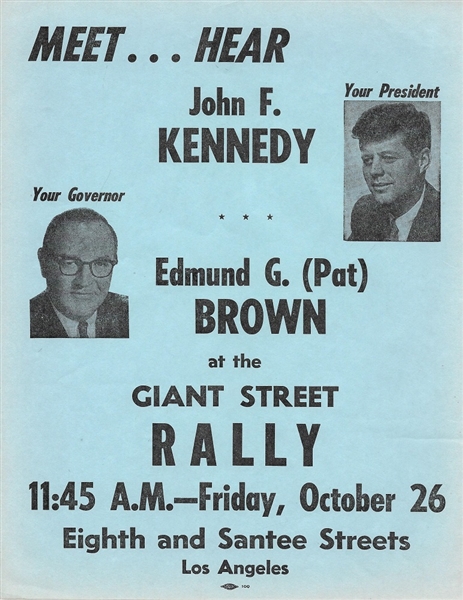 MEET... HEAR
John F.
KENNEDY
Your President
Your Governor
Edmund G. (Pat)
BROWN
at the
GIANT STREET
RALLY
11:45 A.M.—Friday, October 26
Eighth and Santee Streets
Los Angeles